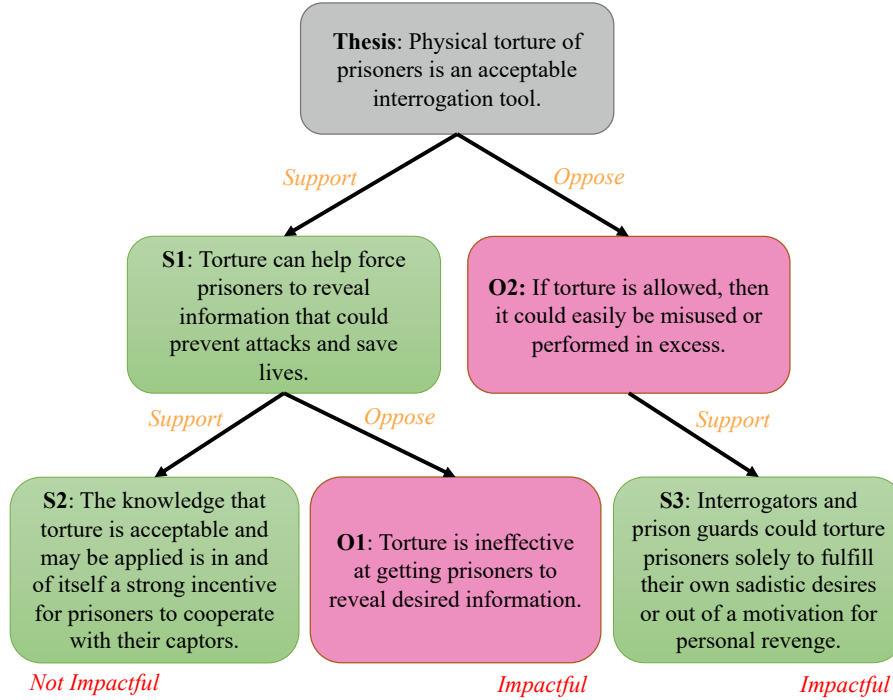 Thesis: Physical torture of
prisoners is an acceptable
interrogation tool.
Support
Oppose
S1: Torture can help force
prisoners to reveal
information that could
prevent attacks and save
lives.
O2: If torture is allowed, then
it could easily be misused or
performed in excess.
Support
Oppose
Support
S2: The knowledge that
torture is acceptable and
may be applied is in and
of itself a strong incentive
for prisoners to cooperate
with their captors.
O1: Torture is ineffective
at getting prisoners to
reveal desired information.
S3: Interrogators and
prison guards could torture
prisoners solely to fulfill
their own sadistic desires
or out of a motivation for
personal revenge.
Not Impactful
Impactful
Impactful